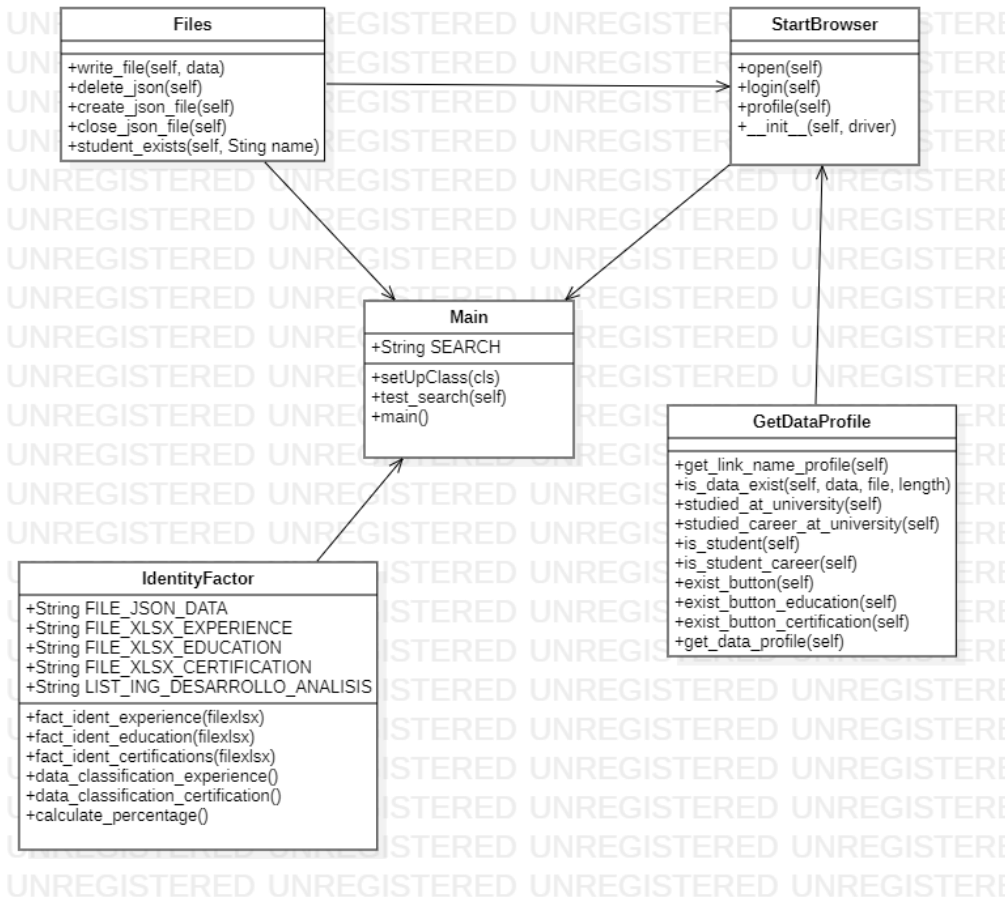 Files
+write_file(self, data)
+delete_json(self)
+create_json_file(self)
+close_json_file(self)
+student_exists(self, Sting name)
StartBrowser
+open(self)
+login(self)
+profile(self)
+__init__(self, driver)
Main
+String SEARCH
+setUpClass(cls)
+test_search(self)
+main()
GetDataProfile
+get_link_name_profile(self)
+is_data_exist(self, data, file, length)
+studied_at_university(self)
+studied_career_at_university(self)
+is_student(self)
+is_student_career(self)
+exist_button(self)
+exist_button_education(self)
+exist_button_certification(self)
+get_data_profile(self)
IdentityFactor
+String FILE_JSON_DATA
+String FILE_XLSX_EXPERIENCE
+String FILE_XLSX_EDUCATION
+String FILE_XLSX_CERTIFICATION
+String LIST_ING_DESARROLLO_ANALISIS
+fact_ident_experience(filexlsx)
+fact_ident_education(filexlsx)
+fact_ident_certifications(filexlsx)
+data_classification_experience()
+data_classification_certification()
+calculate_percentage()
UNREGISTERED UNREGISTERED UNREGISTERED UNREGISTERE